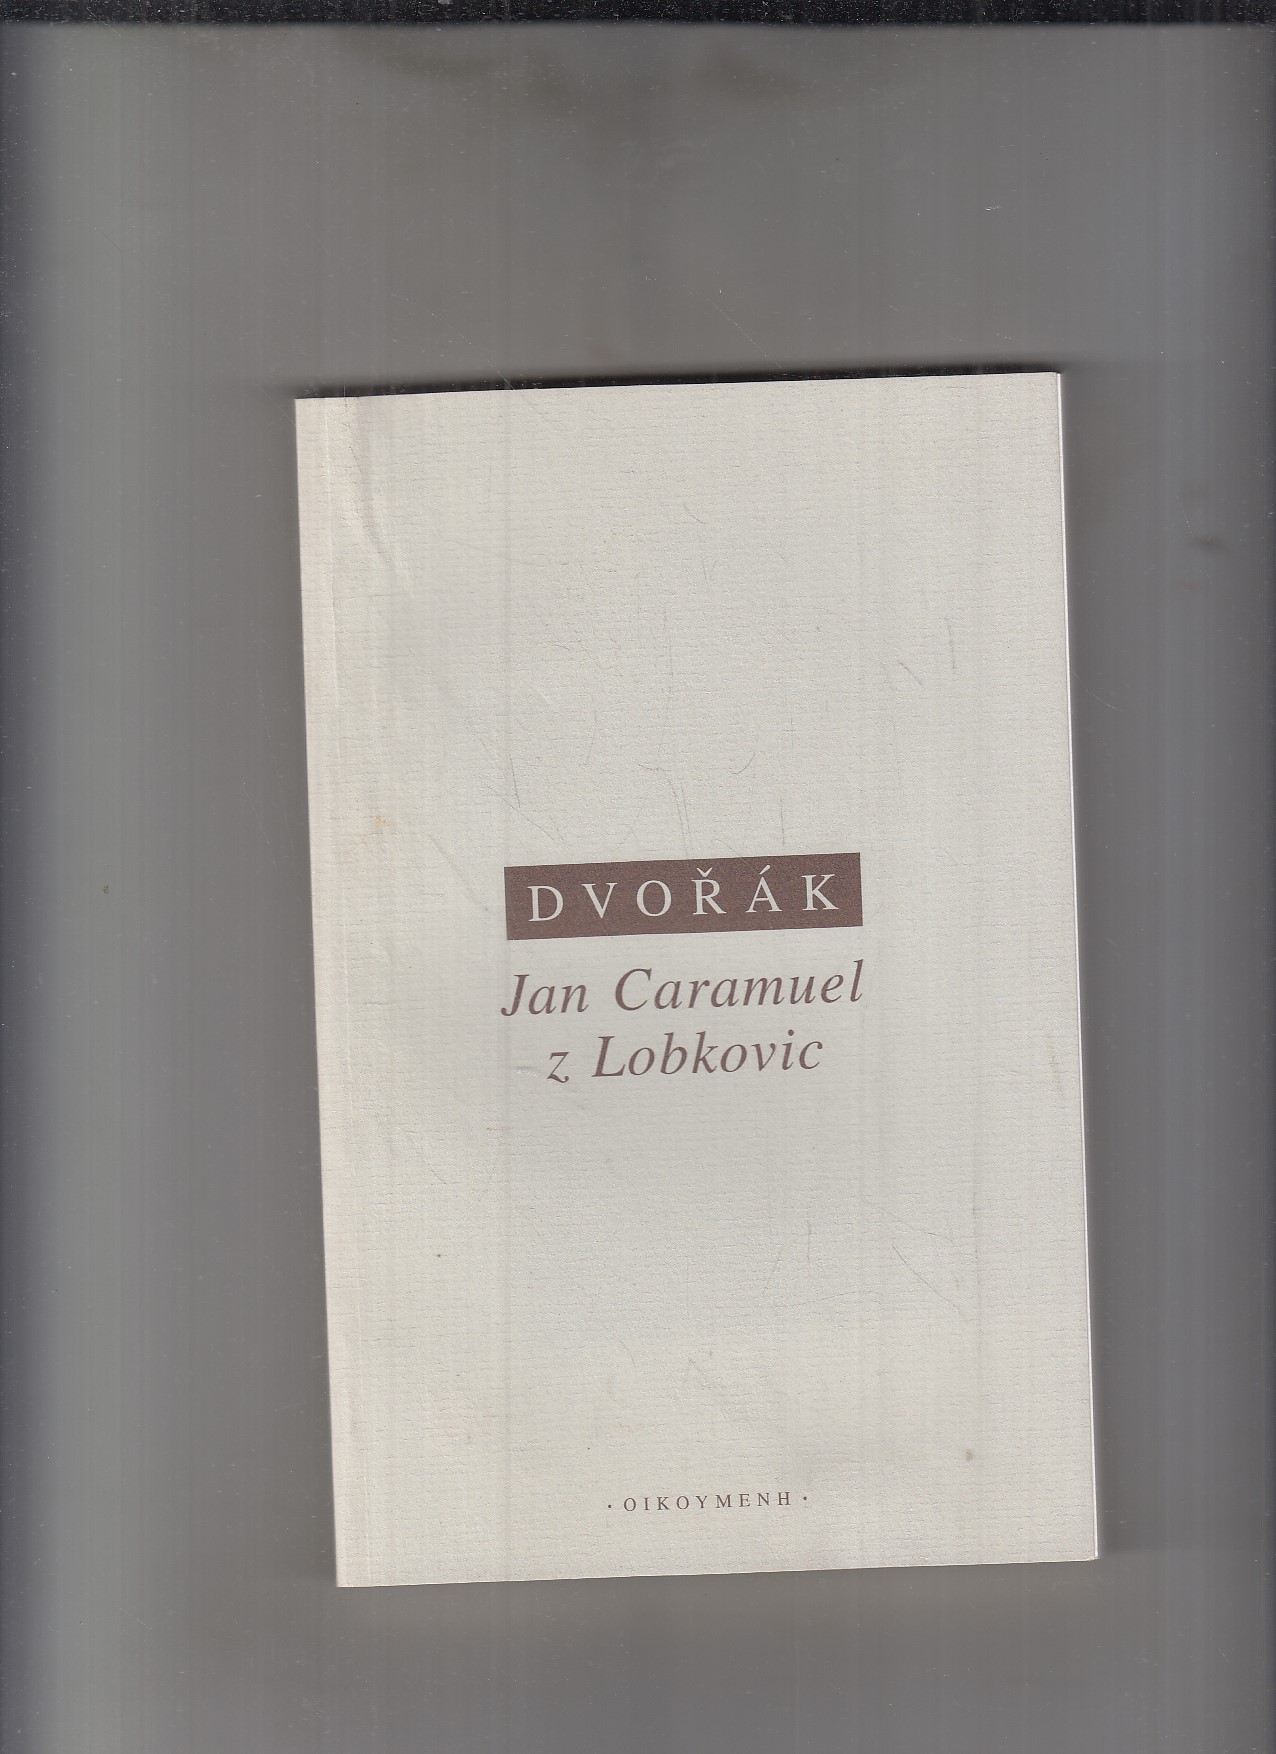 DVOŘÁK
Jan Caramuel
z Lobkovic
· OIKOYMENH ·